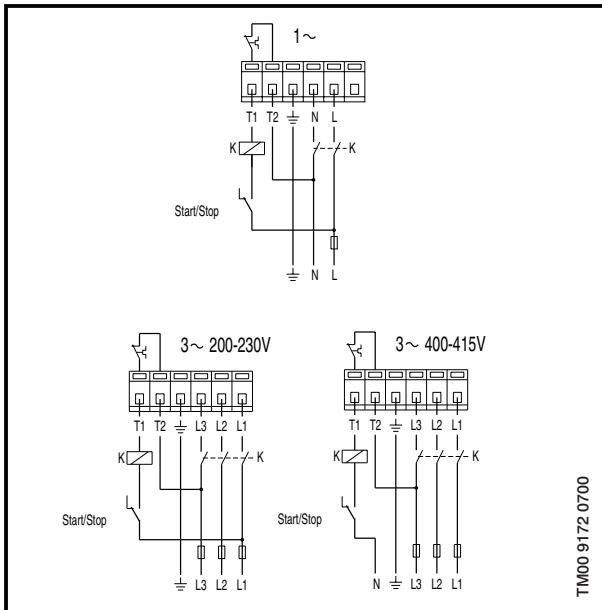 1∼
T1 T2 ⏚ N L
K K
Start/Stop
⏚ N L
3∼ 200-230V
T1 T2 ⏚ L3 L2 L1
K K
Start/Stop
⏚ L3 L2 L1
3∼ 400-415V
T1 T2 ⏚ L3 L2 L1
K K
Start/Stop
N ⏚ L3 L2 L1
TM00 9172 0700